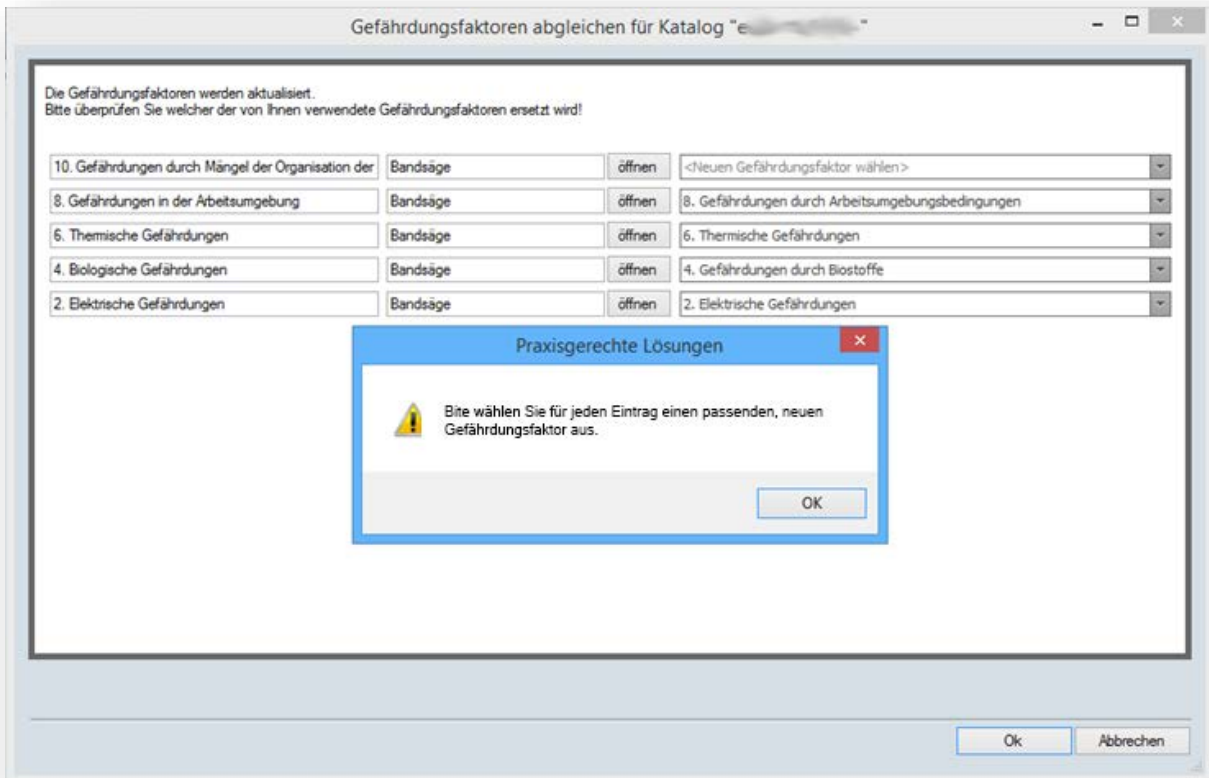 Gefährdungsfaktoren abgleichen für Katalog "e "
Die Gefährdungsfaktoren werden aktualisiert.
Bitte überprüfen Sie welcher der von Ihnen verwendete Gefährdungsfaktoren ersetzt wird!
10. Gefährdungen durch Mängel der Organisation der Bandsäge öffnen <Neuen Gefährdungsfaktor wählen>
8. Gefährdungen in der Arbeitsumgebung Bandsäge öffnen 8. Gefährdungen durch Arbeitsumgebungsbedingungen
6. Thermische Gefährdungen Bandsäge öffnen 6. Thermische Gefährdungen
4. Biologische Gefährdungen Bandsäge öffnen 4. Gefährdungen durch Biostoffe
2. Elektrische Gefährdungen Bandsäge öffnen 2. Elektrische Gefährdungen
Praxisgerechte Lösungen
Bite wählen Sie für jeden Eintrag einen passenden, neuen
Gefährdungsfaktor aus.
OK
Ok Abbrechen